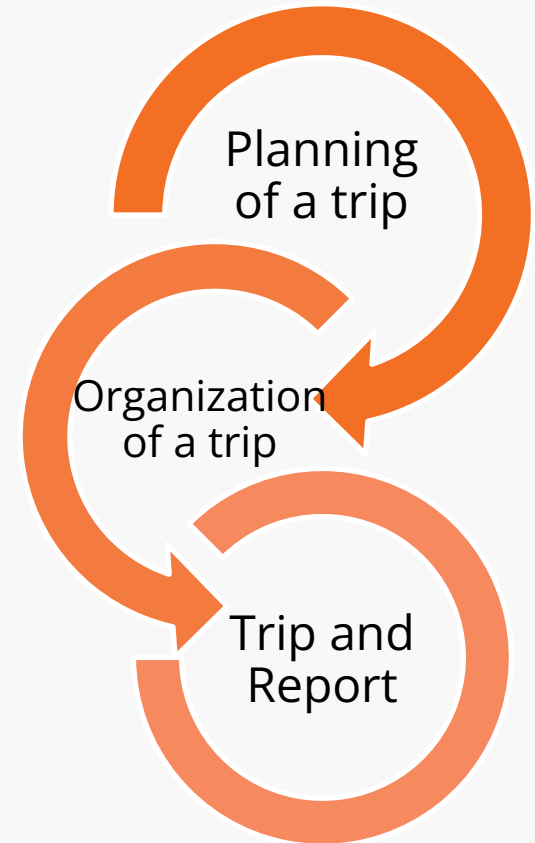 Planning
of a trip
Organization
of a trip
Trip and
Report